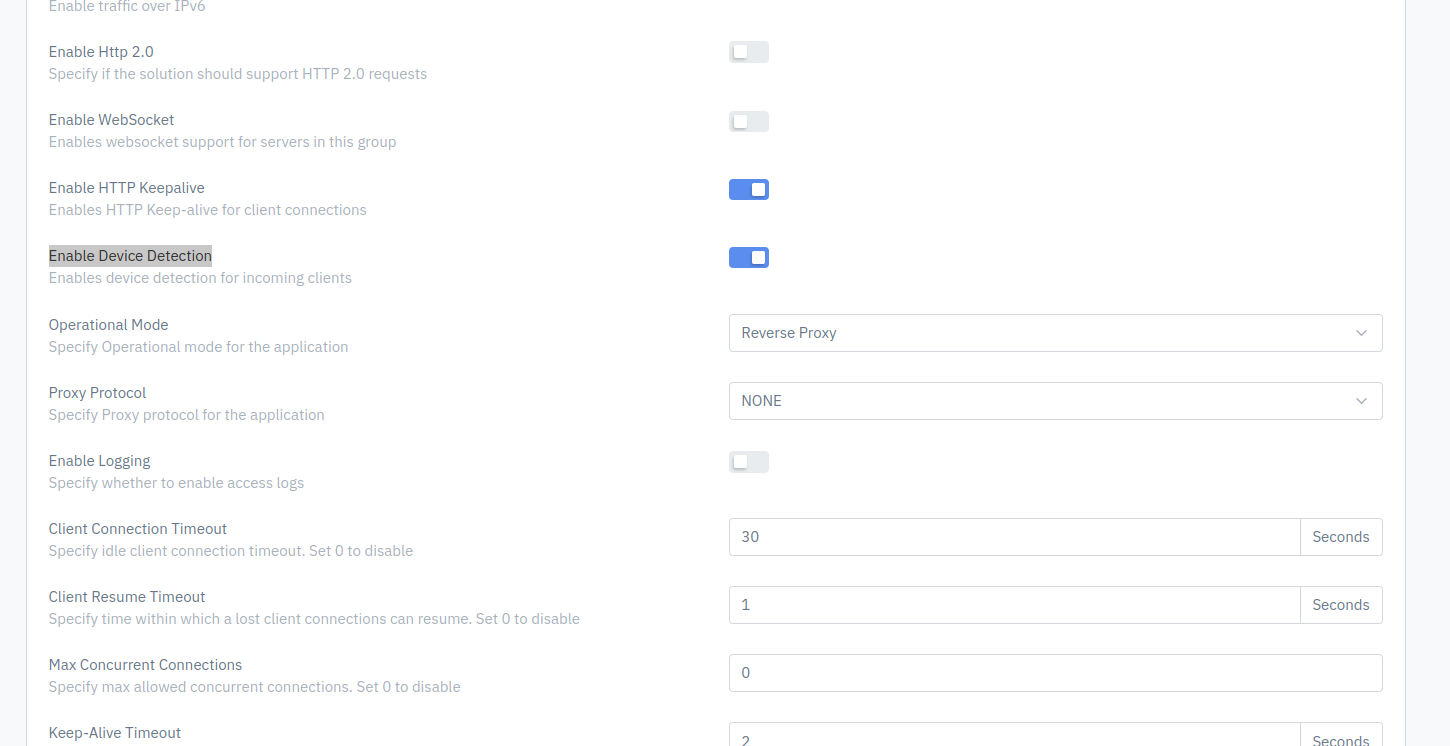 Enable traffic over IPv6
Enable Http 2.0
Specify if the solution should support HTTP 2.0 requests
Enable WebSocket
Enables websocket support for servers in this group
Enable HTTP Keepalive
Enables HTTP Keep-alive for client connections
Enable Device Detection
Enables device detection for incoming clients
Operational Mode
Specify Operational mode for the application
Reverse Proxy
Proxy Protocol
Specify Proxy protocol for the application
NONE
Enable Logging
Specify whether to enable access logs
Client Connection Timeout
Specify idle client connection timeout. Set 0 to disable
30 Seconds
Client Resume Timeout
Specify time within which a lost client connections can resume. Set 0 to disable
1 Seconds
Max Concurrent Connections
Specify max allowed concurrent connections. Set 0 to disable
0
Keep-Alive Timeout
2 Seconds